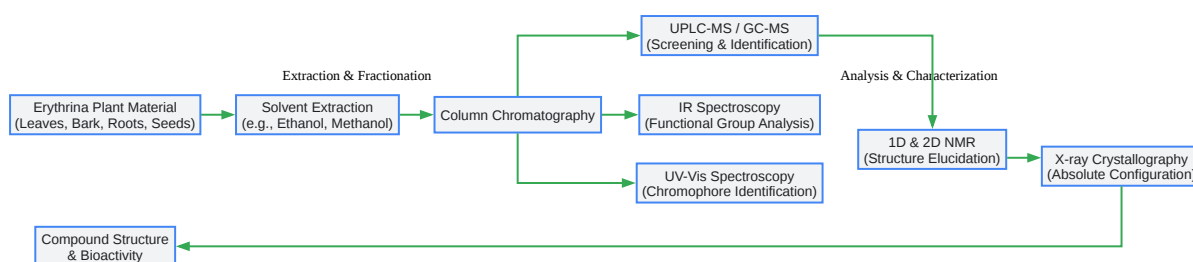 UPLC-MS / GC-MS
(Screening & Identification)
Extraction & Fractionation
Analysis & Characterization
Erythrina Plant Material
(Leaves, Bark, Roots, Seeds)
Solvent Extraction
(e.g., Ethanol, Methanol)
Column Chromatography
IR Spectroscopy
(Functional Group Analysis)
1D & 2D NMR
(Structure Elucidation)
X-ray Crystallography
(Absolute Configuration)
UV-Vis Spectroscopy
(Chromophore Identification)
Compound Structure
& Bioactivity